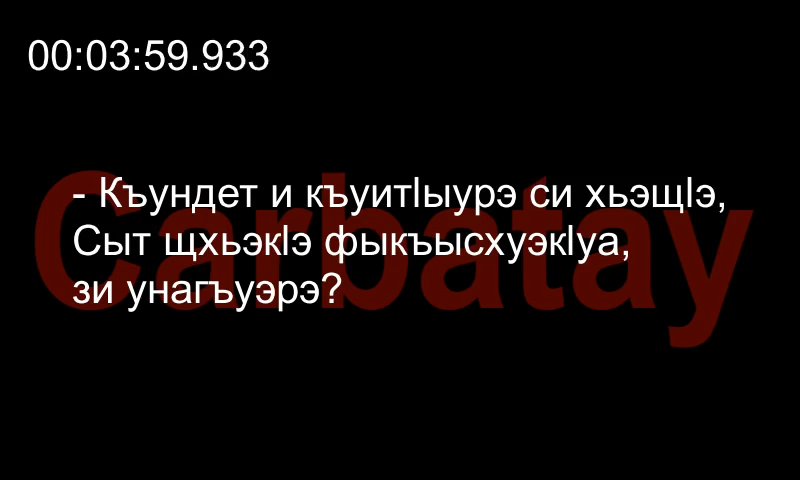 00:03:59.933
- Къундет и къуитӏыурэ си хьэщӏэ,
Сыт щхьэкӏэ фыкъысхуэкӏуа,
зи унагъуэрэ?
Carbatay